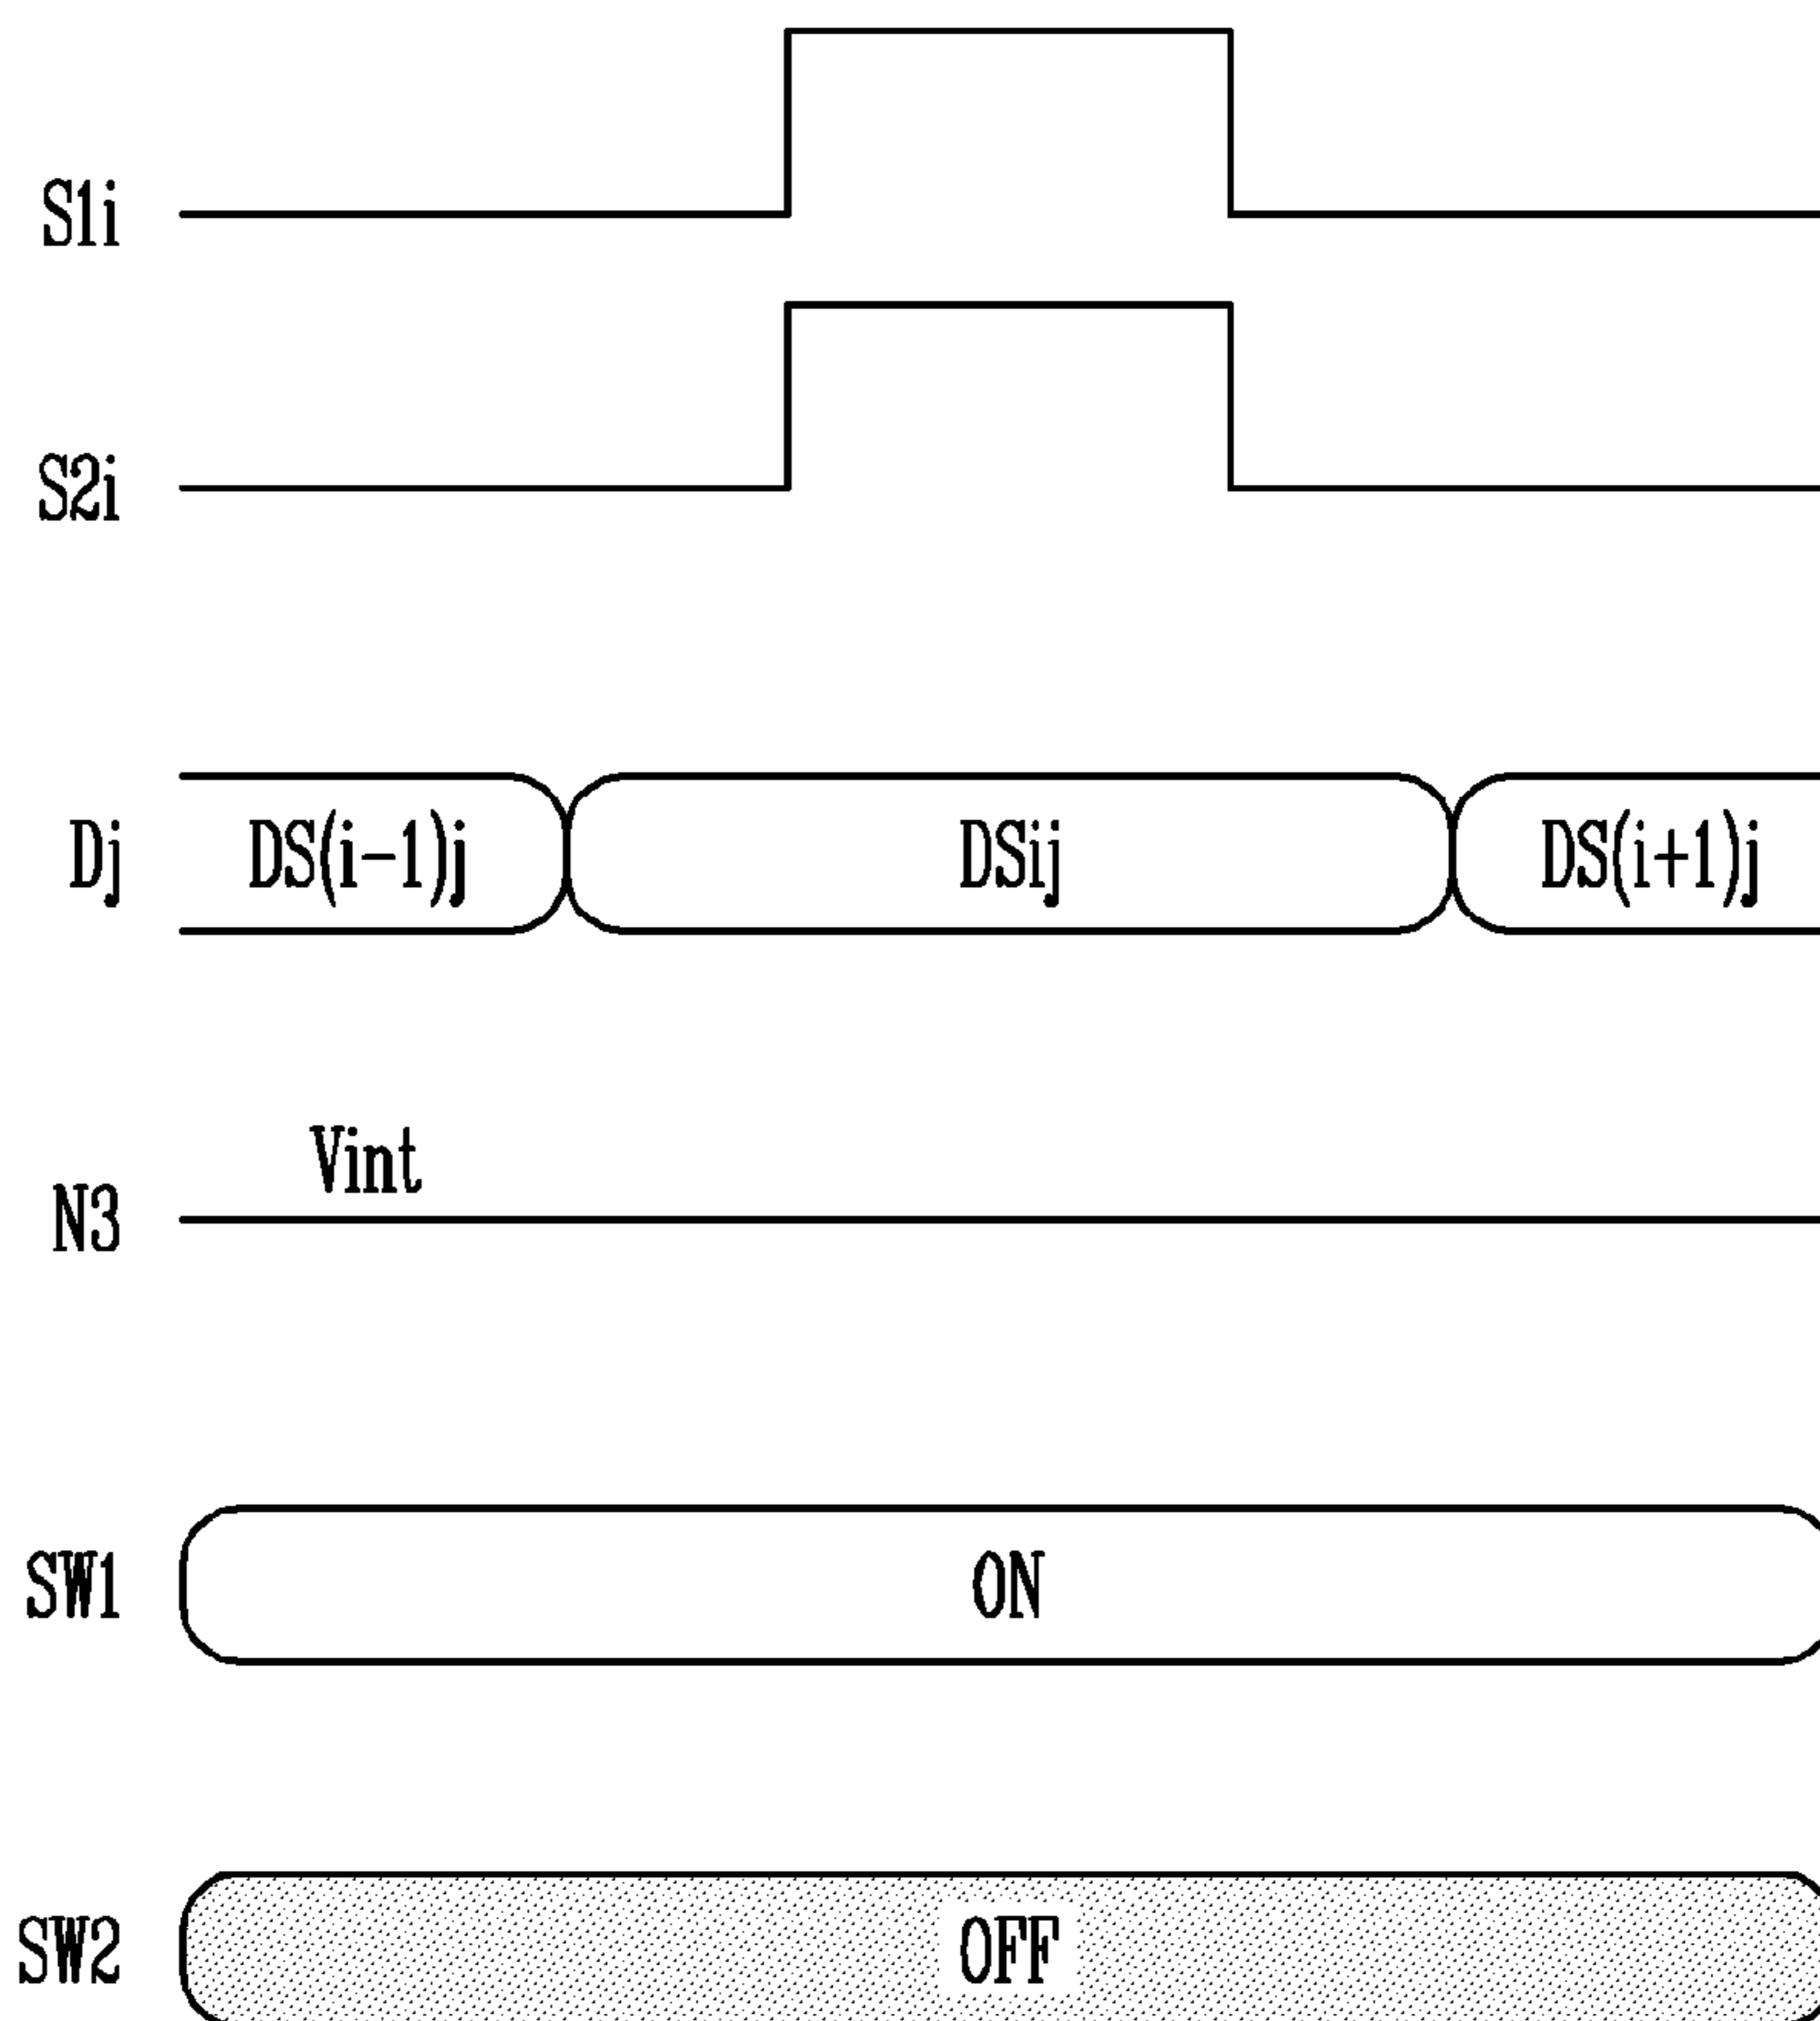 S1i
S2i
Dj DS(i-1)j DSij DS(i+1)j
Vint
N3
SW1 ON
SW2 OFF